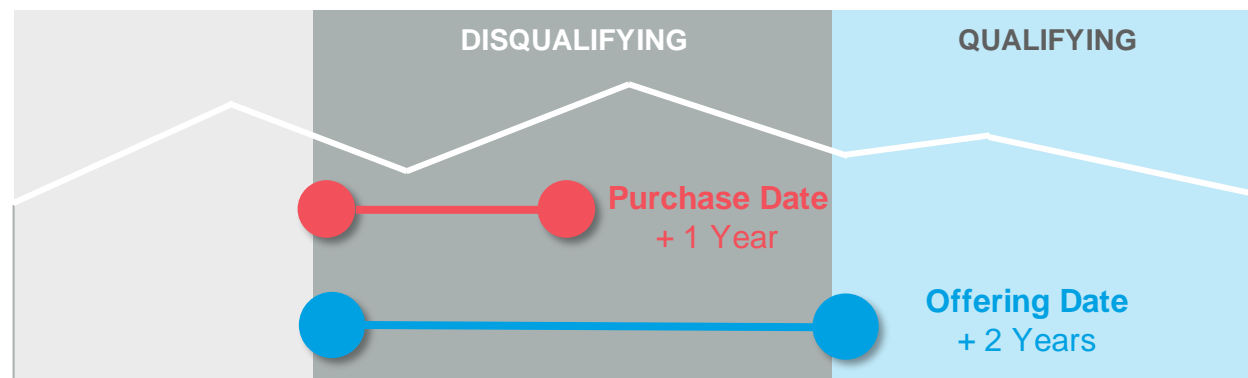 DISQUALIFYING
QUALIFYING
Purchase Date
+ 1 Year
Offering Date
+ 2 Years